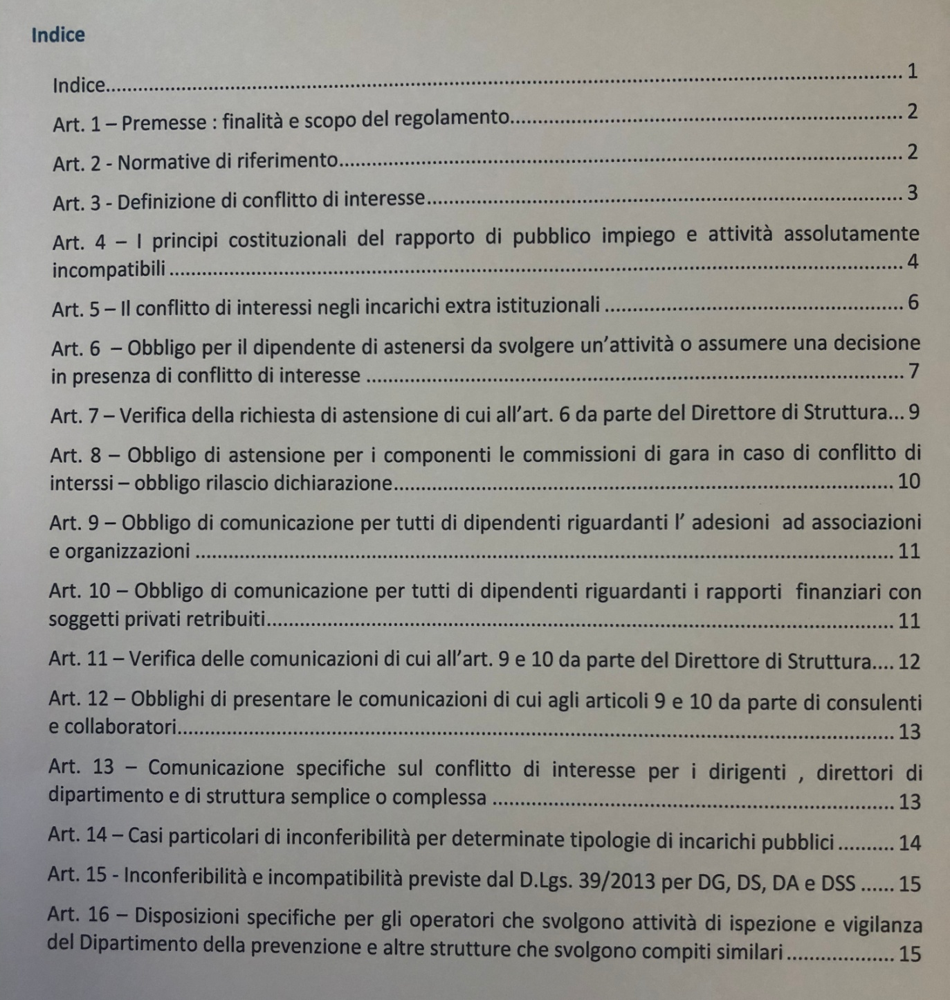 Indice
Indice.................................................................................................................................................. 1
Art. 1 – Premesse : finalità e scopo del regolamento........................................................................ 2
Art. 2 - Normative di riferimento....................................................................................................... 2
Art. 3 - Definizione di conflitto di interesse....................................................................................... 3
Art. 4 – I principi costituzionali del rapporto di pubblico impiego e attività assolutamente
incompatibili ..................................................................................................................................... 4
Art. 5 – Il conflitto di interessi negli incarichi extra istituzionali ...................................................... 6
Art. 6 – Obbligo per il dipendente di astenersi da svolgere un’attività o assumere una decisione
in presenza di conflitto di interesse .................................................................................................. 7
Art. 7 – Verifica della richiesta di astensione di cui all’art. 6 da parte del Direttore di Struttura... 9
Art. 8 – Obbligo di astensione per i componenti le commissioni di gara in caso di conflitto di
interssi – obbligo rilascio dichiarazione........................................................................................... 10
Art. 9 – Obbligo di comunicazione per tutti di dipendenti riguardanti l’ adesioni ad associazioni
e organizzazioni .............................................................................................................................. 11
Art. 10 – Obbligo di comunicazione per tutti di dipendenti riguardanti i rapporti finanziari con
soggetti privati retribuiti.................................................................................................................. 11
Art. 11 – Verifica delle comunicazioni di cui all’art. 9 e 10 da parte del Direttore di Struttura.... 12
Art. 12 – Obblighi di presentare le comunicazioni di cui agli articoli 9 e 10 da parte di consulenti
e collaboratori.................................................................................................................................. 13
Art. 13 – Comunicazione specifiche sul conflitto di interesse per i dirigenti , direttori di
dipartimento e di struttura semplice o complessa ......................................................................... 13
Art. 14 – Casi particolari di inconferibilità per determinate tipologie di incarichi pubblici .......... 14
Art. 15 - Inconferibilità e incompatibilità previste dal D.Lgs. 39/2013 per DG, DS, DA e DSS ...... 15
Art. 16 – Disposizioni specifiche per gli operatori che svolgono attività di ispezione e vigilanza
del Dipartimento della prevenzione e altre strutture che svolgono compiti similari .................... 15